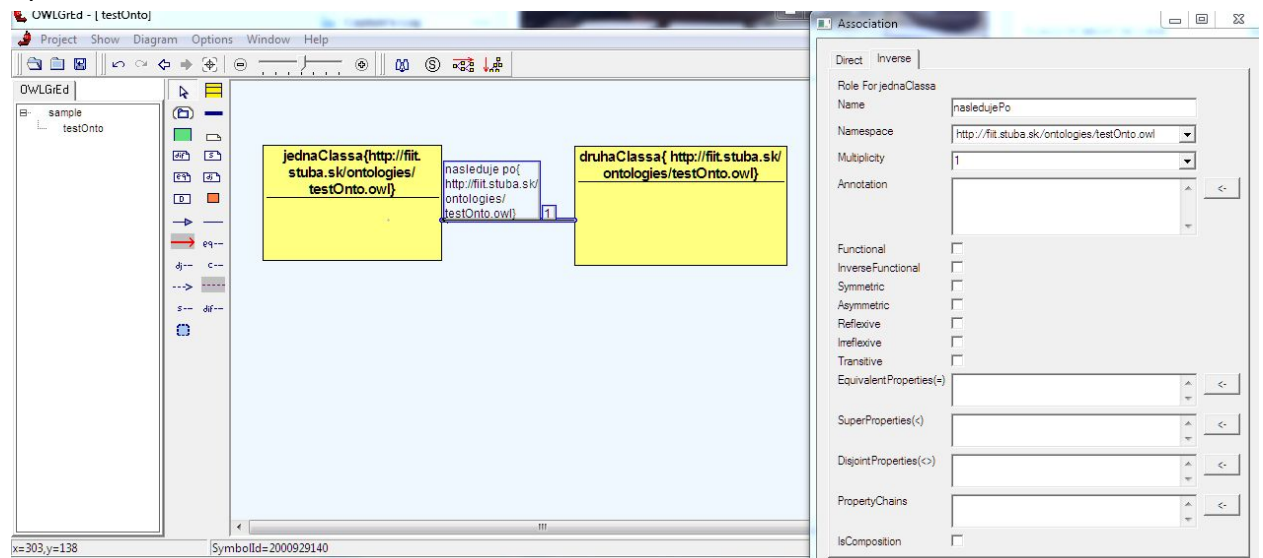 OWLGrEd - [ testOnto]
Project Show Diagram Options Window Help
OWLGrEd
sample
testOnto
jednaClassa{http://fiit.
stuba.sk/ontologies/
testOnto.owl}
nasleduje po{
http://fiit.stuba.sk/
ontologies/
testOnto.owl}
1
druhaClassa{ http://fiit.stuba.sk/
ontologies/testOnto.owl}
x=303,y=138
SymbolId=2000929140
Association
Direct Inverse
Role For jednaClassa
Name nasledujePo
Namespace http://fiit.stuba.sk/ontologies/testOnto.owl
Multiplicity 1
Annotation <-
Functional
InverseFunctional
Symmetric
Asymmetric
Reflexive
Irreflexive
Transitive
EquivalentProperties(=) <-
SuperProperties(<) <-
DisjointProperties(<>) <-
PropertyChains <-
IsComposition